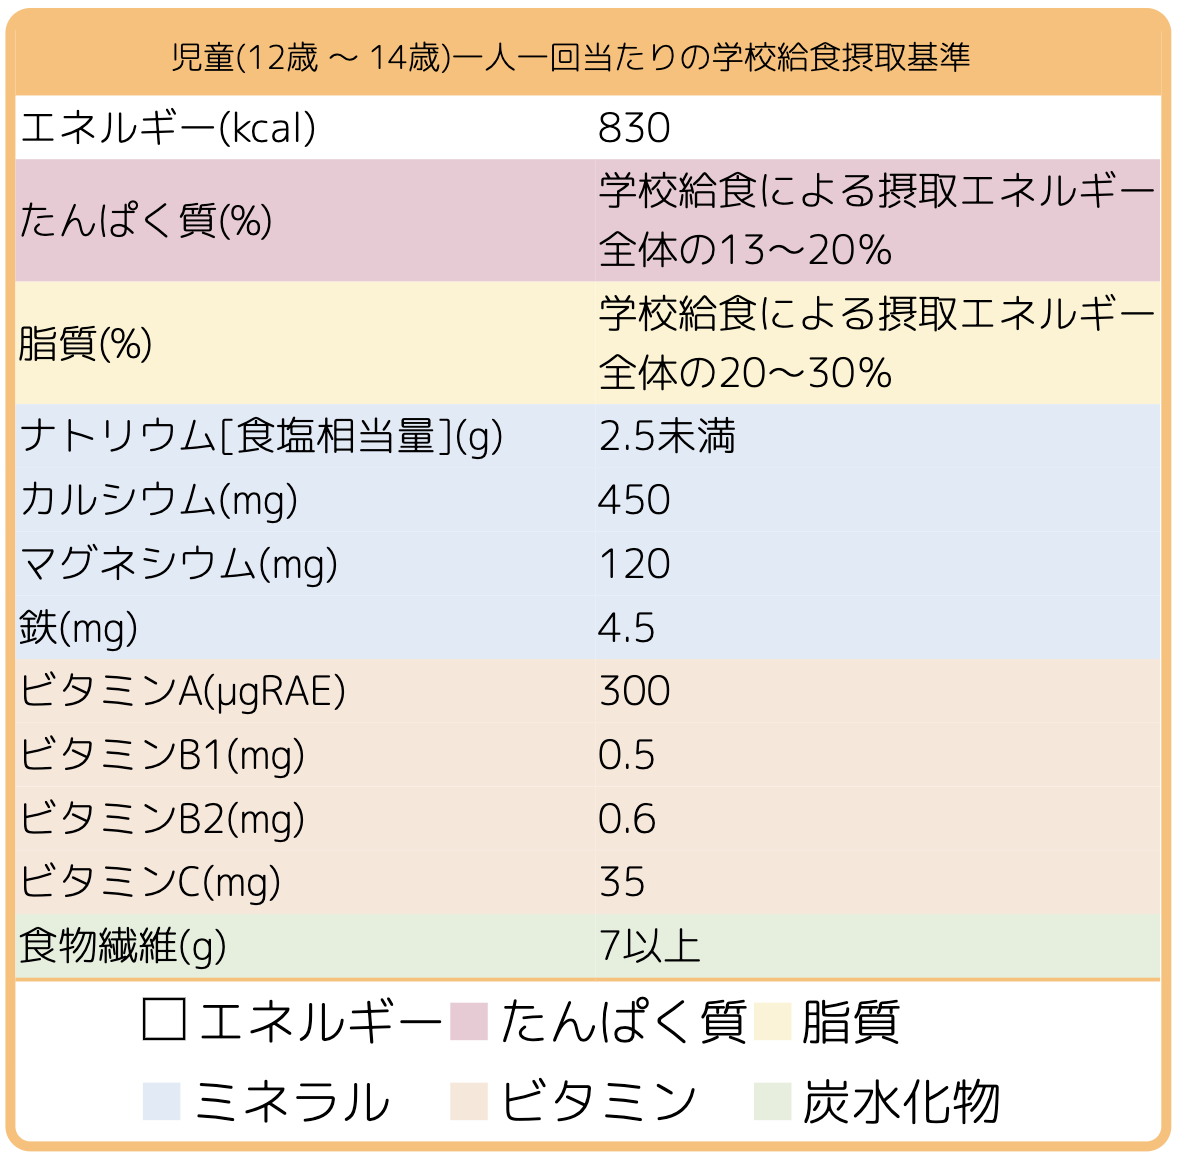 児童(12歳 ～ 14歳)一人一回当たりの学校給食摂取基準
エネルギー(kcal) 830
たんぱく質(%) 学校給食による摂取エネルギー
全体の13～20%
脂質(%) 学校給食による摂取エネルギー
全体の20～30%
ナトリウム[食塩相当量](g) 2.5未満
カルシウム(mg) 450
マグネシウム(mg) 120
鉄(mg) 4.5
ビタミンA(µgRAE) 300
ビタミンB1(mg) 0.5
ビタミンB2(mg) 0.6
ビタミンC(mg) 35
食物繊維(g) 7以上
エネルギー たんぱく質 脂質
ミネラル ビタミン 炭水化物